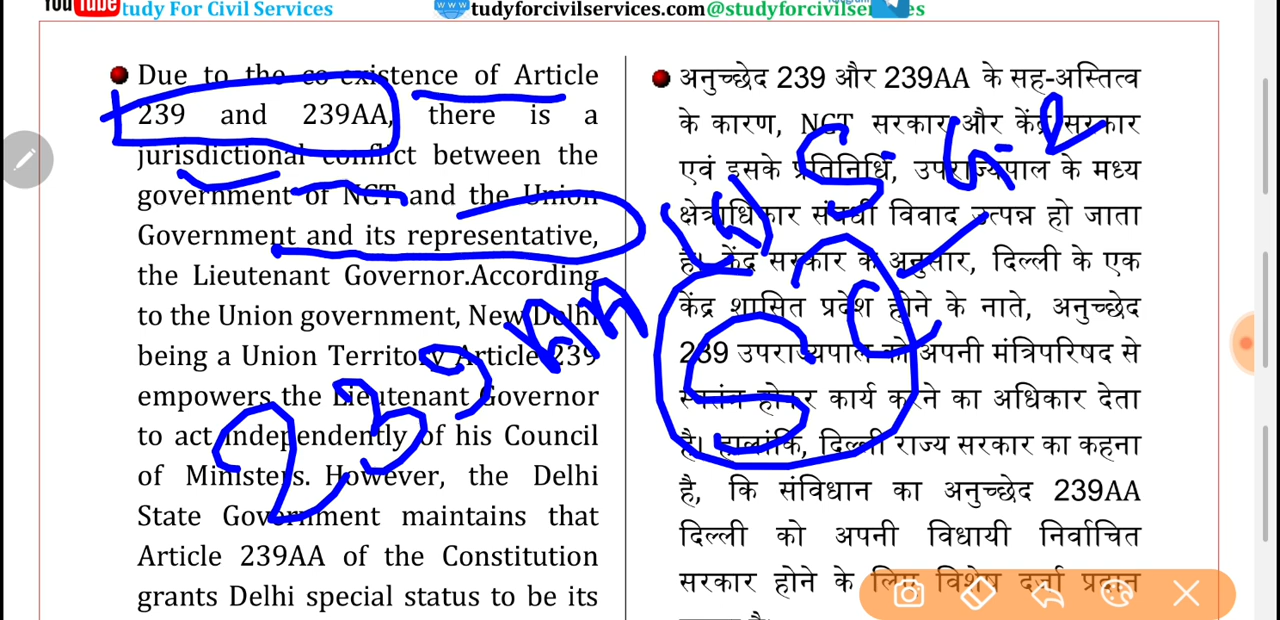 You Tube tudy For Civil Services
www tudyforcivilservices.com @studyforcivilservices
Due to the co-existence of Article
239 and 239AA, there is a
jurisdictional conflict between the
government of NCT and the Union
Government and its representative,
the Lieutenant Governor.According
to the Union government, New Delhi
being a Union Territory Article 239
empowers the Lieutenant Governor
to act independently of his Council
of Ministers. However, the Delhi
State Government maintains that
Article 239AA of the Constitution
grants Delhi special status to be its
239AA
अनुच्छेद 239 और 239AA के सह-अस्तित्व
के कारण, NCT सरकार और केंद्र सरकार
एवं इसके प्रतिनिधि, उपराज्यपाल के मध्य
क्षेत्राधिकार संबंधी विवाद उत्पन्न हो जाता
है। केंद्र सरकार के अनुसार, दिल्ली के एक
केंद्र शासित प्रदेश होने के नाते, अनुच्छेद
239 उपराज्यपाल को अपनी मंत्रिपरिषद से
स्वतंत्र होकर कार्य करने का अधिकार देता
है। हालांकि, दिल्ली राज्य सरकार का कहना
है, कि संविधान का अनुच्छेद 239AA
दिल्ली को अपनी विधायी निर्वाचित
सरकार होने के लिए विशेष दर्जा प्रदान